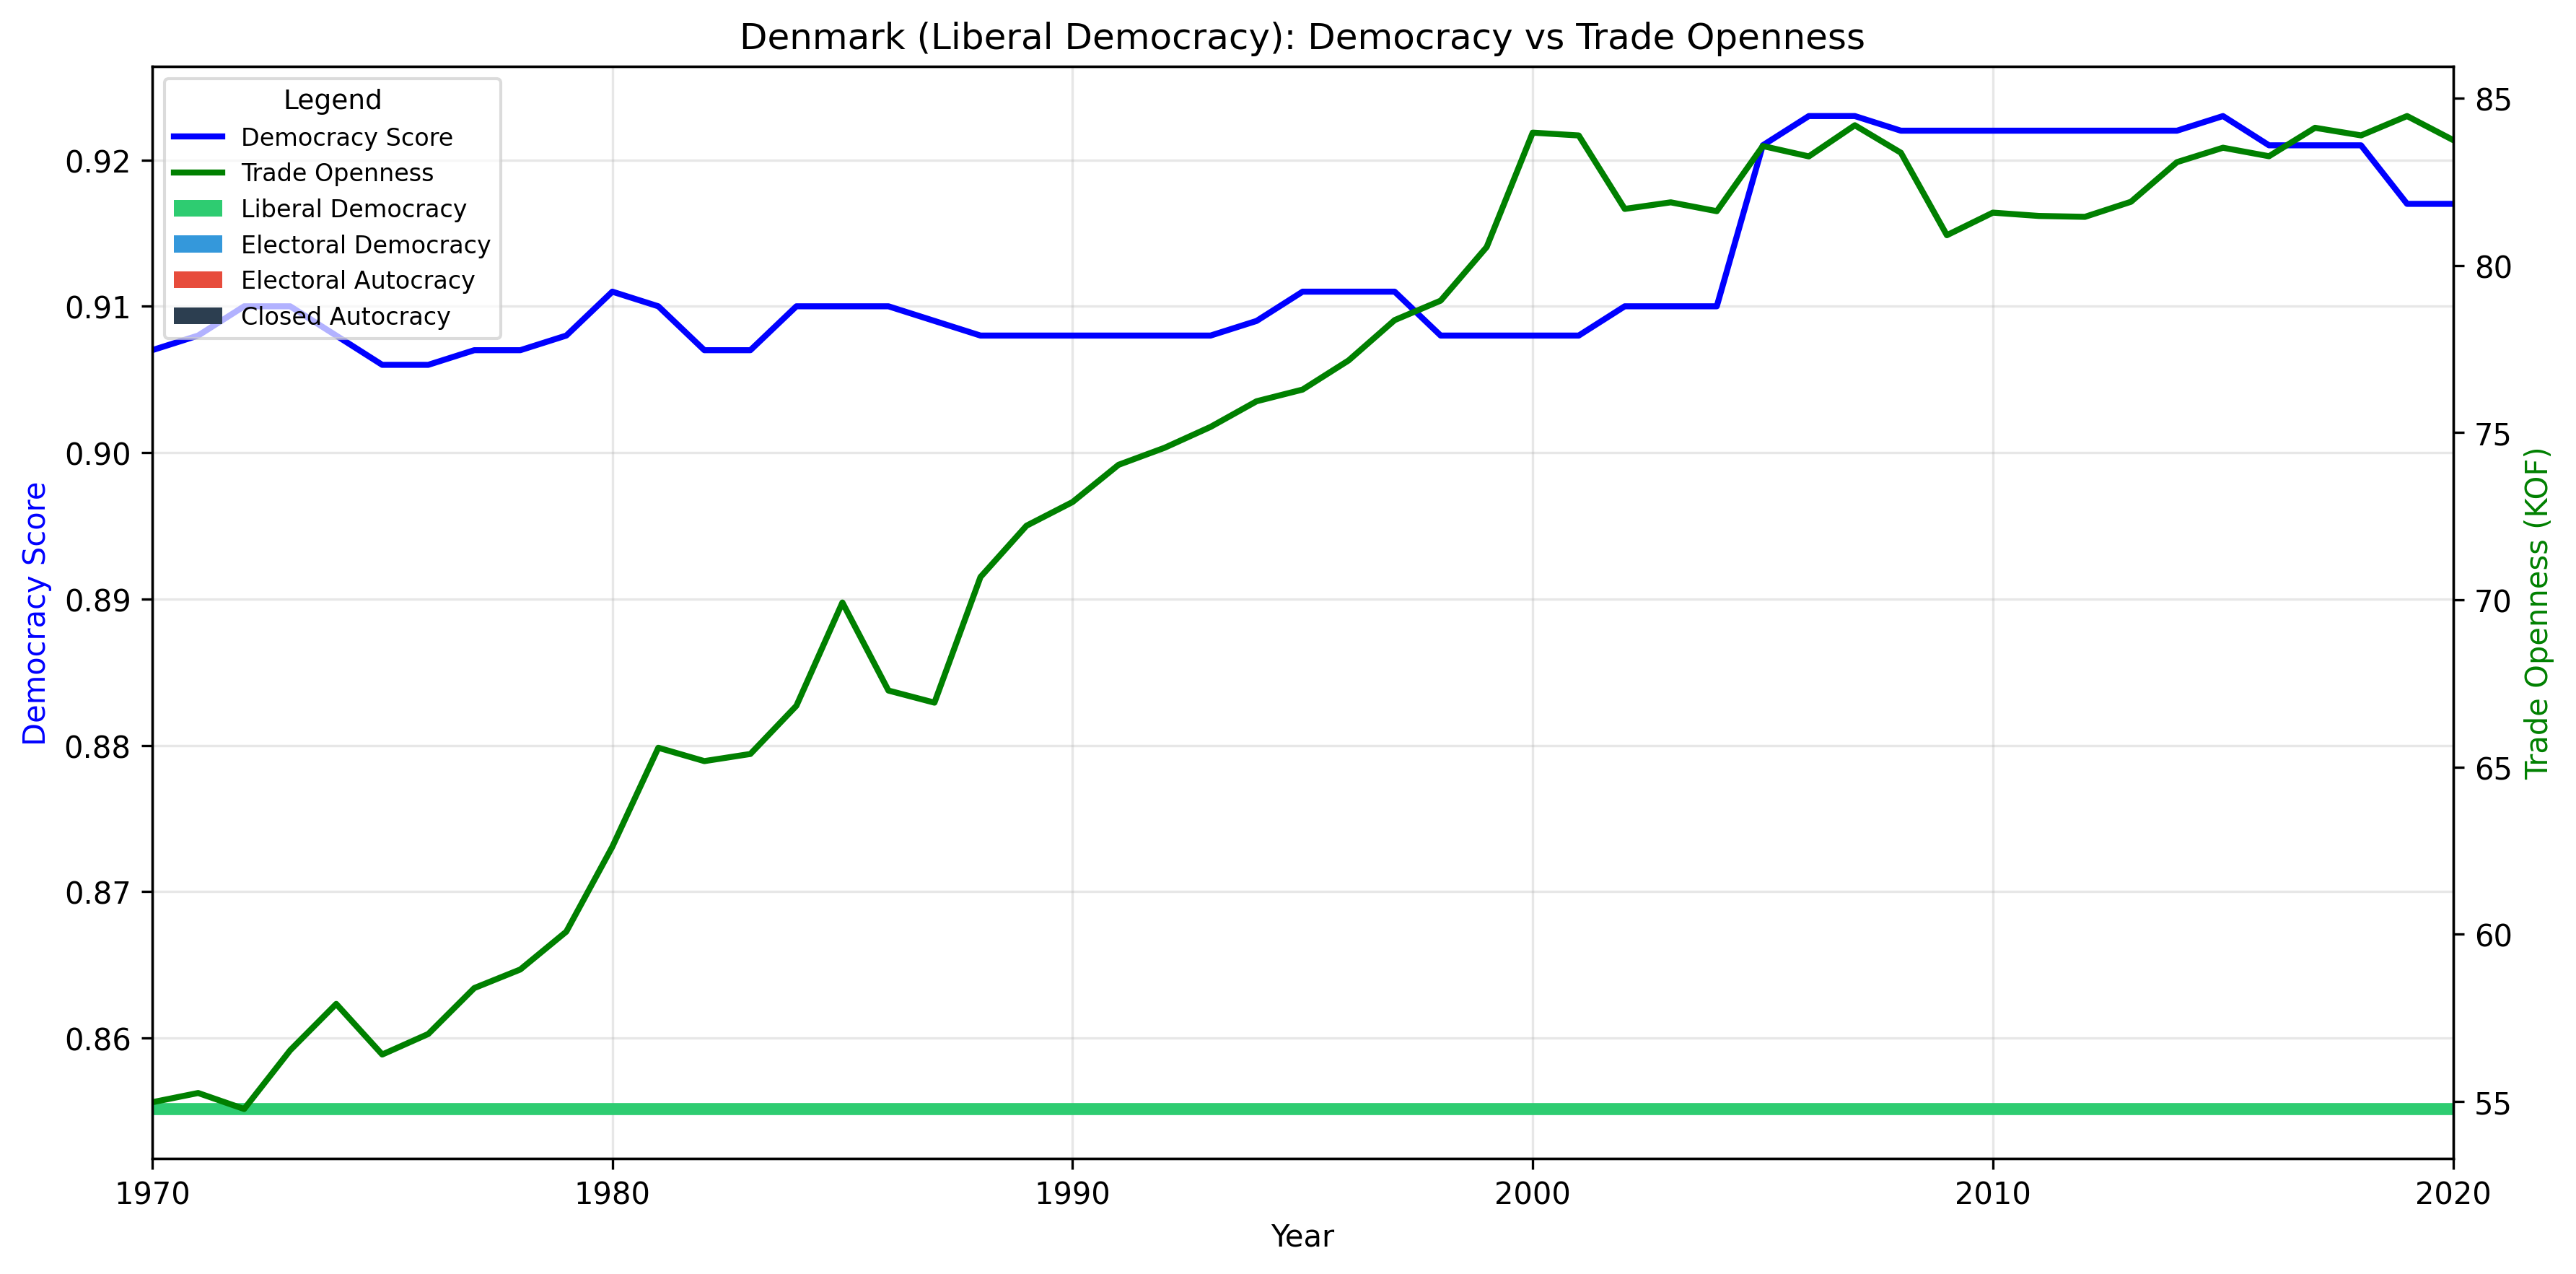 Denmark (Liberal Democracy): Democracy vs Trade Openness
Legend
Democracy Score
Trade Openness
Liberal Democracy
Electoral Democracy
Electoral Autocracy
Closed Autocracy
0.92
0.91
0.90
0.89
0.88
0.87
0.86
Democracy Score
85
80
75
70
65
60
55
Trade Openness (KOF)
1970 1980 1990 2000 2010 2020
Year